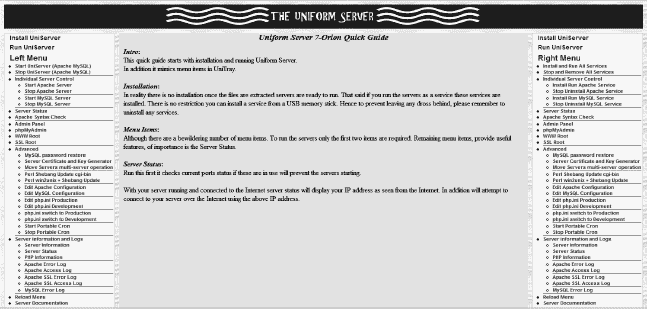 THE UNIFORM SERVER
Install UniServer
Run UniServer
Left Menu
Start UniServer (Apache MySQL)
Stop UniServer (Apache MySQL)
Individual Server Control
Start Apache Server
Stop Apache Server
Start MySQL Server
Stop MySQL Server
Server Status
Apache Syntax Check
Admin Panel
phpMyAdmin
WWW Root
SSL Root
Advanced
MySQL password restore
Server Certificate and Key Generator
Move Servers multi-server operation
Perl Shebang Update cgi-bin
Perl winTenis + Shebang Update
Edit Apache Configuration
Edit MySQL Configuration
Edit php.ini Production
Edit php.ini Development
php.ini switch to Production
php.ini switch to Development
Start Portable Cron
Stop Portable Cron
Server Information and Logs
Server Information
Server Status
PHP Information
Apache Error Log
Apache Access Log
Apache SSL Error Log
Apache SSL Access Log
MySQL Error Log
Reload Menu
Server Documentation
Uniform Server 7-Orion Quick Guide
Intro:
This quick guide starts with installation and running Uniform Server.
In addition it mimics menu items in UniTray.
Installation:
In reality there is no installation once the files are extracted servers are ready to run. That said if you run the servers as a service these services are
installed. There is no restriction you can install a service from a USB memory stick. Hence to prevent leaving any dross behind, please remember to
uninstall any services.
Menu Items:
Although there are a bewildering number of menu items. To run the servers only the first two items are required. Remaining menu items, provide useful
features, of importance is the Server Status.
Server Status:
Run this first it checks current ports status if these are in use will prevent the servers starting.
With your server running and connected to the Internet server status will display your IP address as seen from the Internet. In addition will attempt to
connect to your server over the Internet using the above IP address.
Install UniServer
Run UniServer
Right Menu
Install and Run All Services
Stop and Remove All Services
Individual Server Control
Install Run Apache Service
Stop Uninstall Apache Service
Install Run MySQL Service
Stop Uninstall MySQL Service
Server Status
Apache Syntax Check
Admin Panel
phpMyAdmin
WWW Root
SSL Root
Advanced
MySQL password restore
Server Certificate and Key Generator
Move Servers multi-server operation
Perl Shebang Update cgi-bin
Perl winTenis + Shebang Update
Edit Apache Configuration
Edit MySQL Configuration
Edit php.ini Production
Edit php.ini Development
php.ini switch to Production
php.ini switch to Development
Start Portable Cron
Stop Portable Cron
Server Information and Logs
Server Information
Server Status
PHP Information
Apache Error Log
Apache Access Log
Apache SSL Error Log
Apache SSL Access Log
MySQL Error Log
Reload Menu
Server Documentation